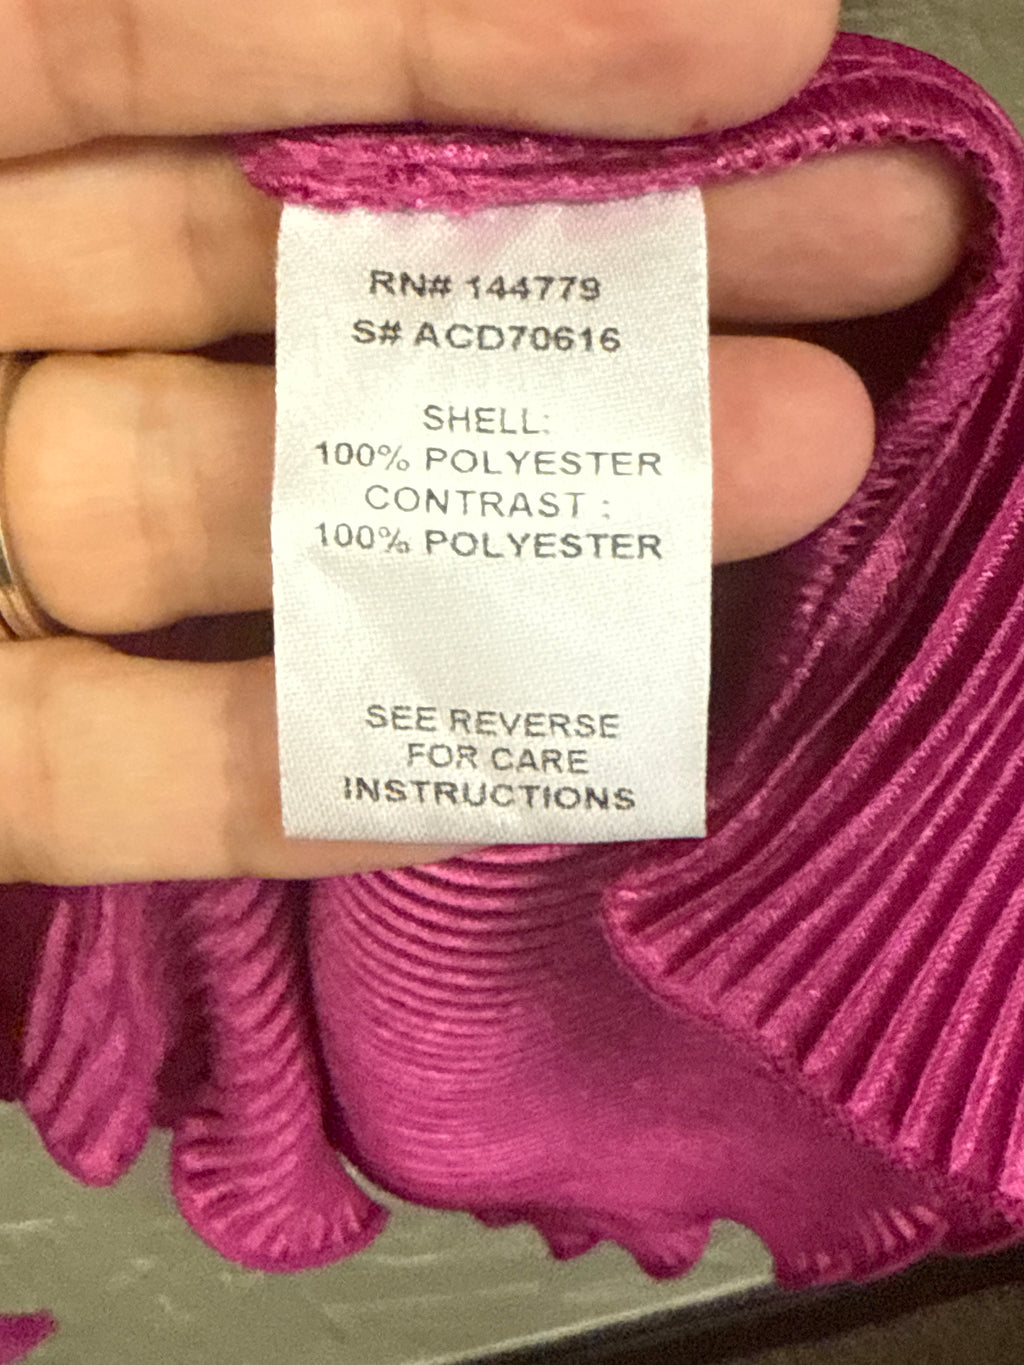 RN# 144779
S# ACD70616
SHELL:
100% POLYESTER
CONTRAST :
100% POLYESTER
SEE REVERSE
FOR CARE
INSTRUCTIONS